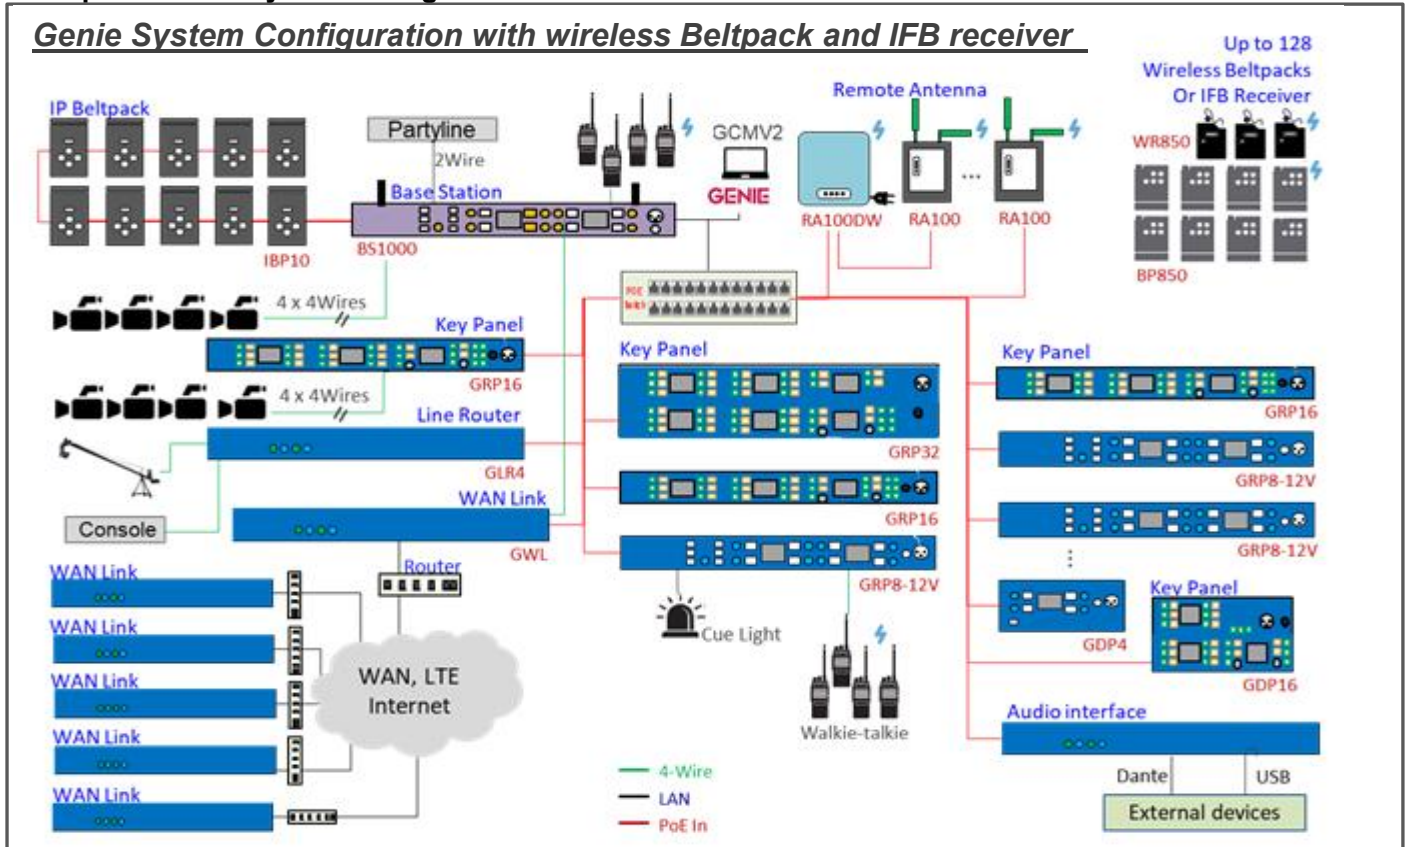 Genie System Configuration with wireless Beltpack and IFB receiver
Up to 128
Wireless Beltpacks
Or IFB Receiver
IP Beltpack
Partyline
2Wire
GCMV2
GENIE
Remote Antenna
WR850
Base Station
RA100DW
RA100
...
RA100
IBP10
BS1000
BP850
4 x 4Wires
POE
Key Panel
GRP16
Key Panel
GRP32
Key Panel
GRP16
4 x 4Wires
Line Router
GLR4
GRP16
GRP8-12V
Console
WAN Link
GWL
GRP8-12V
GRP8-12V
Router
WAN Link
WAN Link
WAN Link
WAN Link
WAN Link
WAN, LTE
Internet
Cue Light
Walkie-talkie
GDP4
Key Panel
GDP16
Audio interface
Dante
USB
External devices
4-Wire
LAN
PoE In